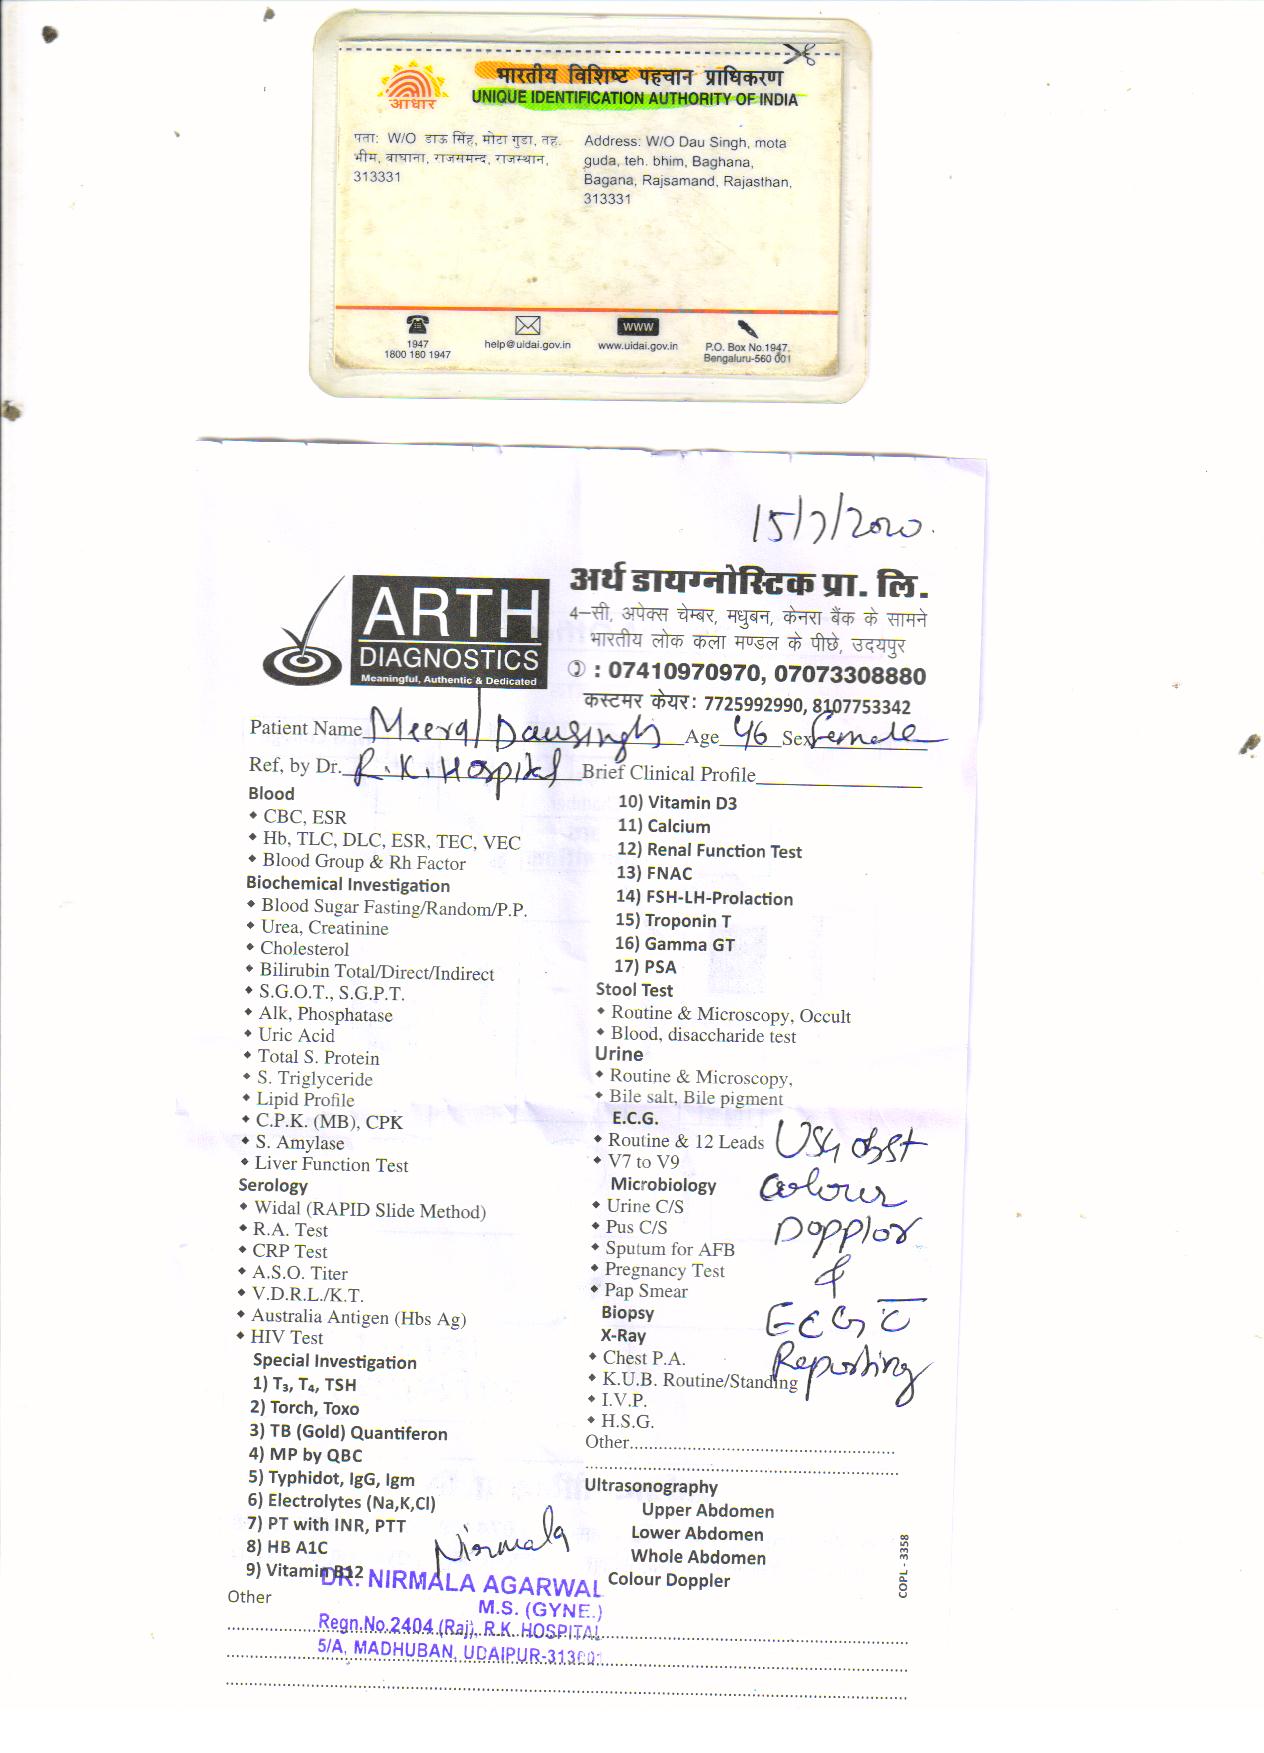 भारतीय विशिष्ट पहचान प्राधिकरण
UNIQUE IDENTIFICATION AUTHORITY OF INDIA
आधार
पता: W/O डाऊ सिंह, मोटा गुडा, तह.
भीम, बाघाना, राजसमन्द, राजस्थान,
313331
Address: W/O Dau Singh, mota
guda, teh. bhim, Baghana,
Bagana, Rajsamand, Rajasthan,
313331
1947
1800 180 1947
help@uidai.gov.in
WWW
www.uidai.gov.in
P.O. Box No.1947,
Bengaluru-560 001
15/7/2020.
ARTH
DIAGNOSTICS
Meaningful, Authentic & Dedicated
अर्थ डायग्नोस्टिक प्रा. लि.
4-सी, अपेक्स चेम्बर, मधुबन, केनरा बैंक के सामने
भारतीय लोक कला मण्डल के पीछे, उदयपुर
: 07410970970, 07073308880
कस्टमर केयर: 7725992990, 8107753342
Patient Name Meera/ Dausingh Age 46 Sex Female
Ref, by Dr. R.K. Hospital Brief Clinical Profile
Blood
CBC, ESR
Hb, TLC, DLC, ESR, TEC, VEC
Blood Group & Rh Factor
Biochemical Investigation
Blood Sugar Fasting/Random/P.P.
Urea, Creatinine
Cholesterol
Bilirubin Total/Direct/Indirect
S.G.O.T., S.G.P.T.
Alk, Phosphatase
Uric Acid
Total S. Protein
S. Triglyceride
Lipid Profile
C.P.K. (MB), CPK
S. Amylase
Liver Function Test
Serology
Widal (RAPID Slide Method)
R.A. Test
CRP Test
A.S.O. Titer
V.D.R.L./K.T.
Australia Antigen (Hbs Ag)
HIV Test
Special Investigation
1) T₃, T₄, TSH
2) Torch, Toxo
3) TB (Gold) Quantiferon
4) MP by QBC
5) Typhidot, IgG, Igm
6) Electrolytes (Na,K,Cl)
7) PT with INR, PTT
8) HB A1C
9) Vitamin B12
Other
10) Vitamin D3
11) Calcium
12) Renal Function Test
13) FNAC
14) FSH-LH-Prolaction
15) Troponin T
16) Gamma GT
17) PSA
Stool Test
Routine & Microscopy, Occult
Blood, disaccharide test
Urine
Routine & Microscopy,
Bile salt, Bile pigment
E.C.G.
Routine & 12 Leads
V7 to V9
Microbiology
Urine C/S
Pus C/S
Sputum for AFB
Pregnancy Test
Pap Smear
Biopsy
X-Ray
Chest P.A.
K.U.B. Routine/Standing
I.V.P.
H.S.G.
Other
USG obst
Colour
Dopplor
&
ECG c̅
Reporting
Ultrasonography
Upper Abdomen
Lower Abdomen
Whole Abdomen
Colour Doppler
COPL - 3358
Nirmala
DR. NIRMALA AGARWAL
M.S. (GYNE.)
Regn.No.2404 (Raj). R.K. HOSPITAL
5/A, MADHUBAN, UDAIPUR-313001